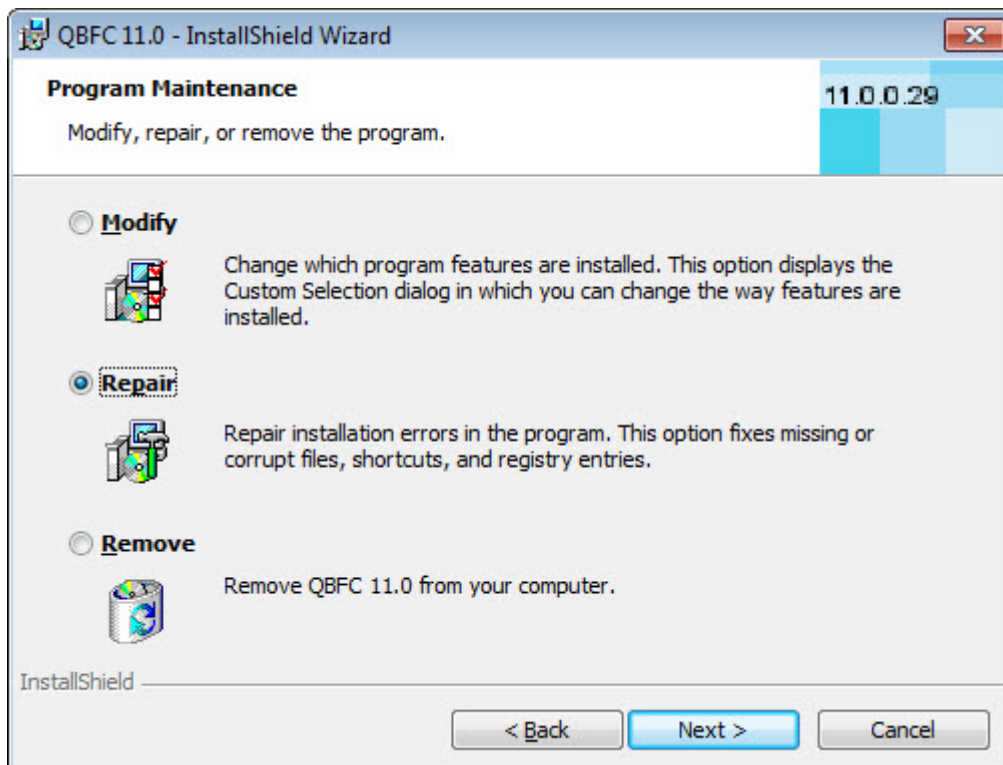 QBFC 11.0 - InstallShield Wizard
Program Maintenance
11.0.0.29
Modify, repair, or remove the program.
Modify
Change which program features are installed. This option displays the
Custom Selection dialog in which you can change the way features are
installed.
Repair
Repair installation errors in the program. This option fixes missing or
corrupt files, shortcuts, and registry entries.
Remove
Remove QBFC 11.0 from your computer.
InstallShield
< Back
Next >
Cancel